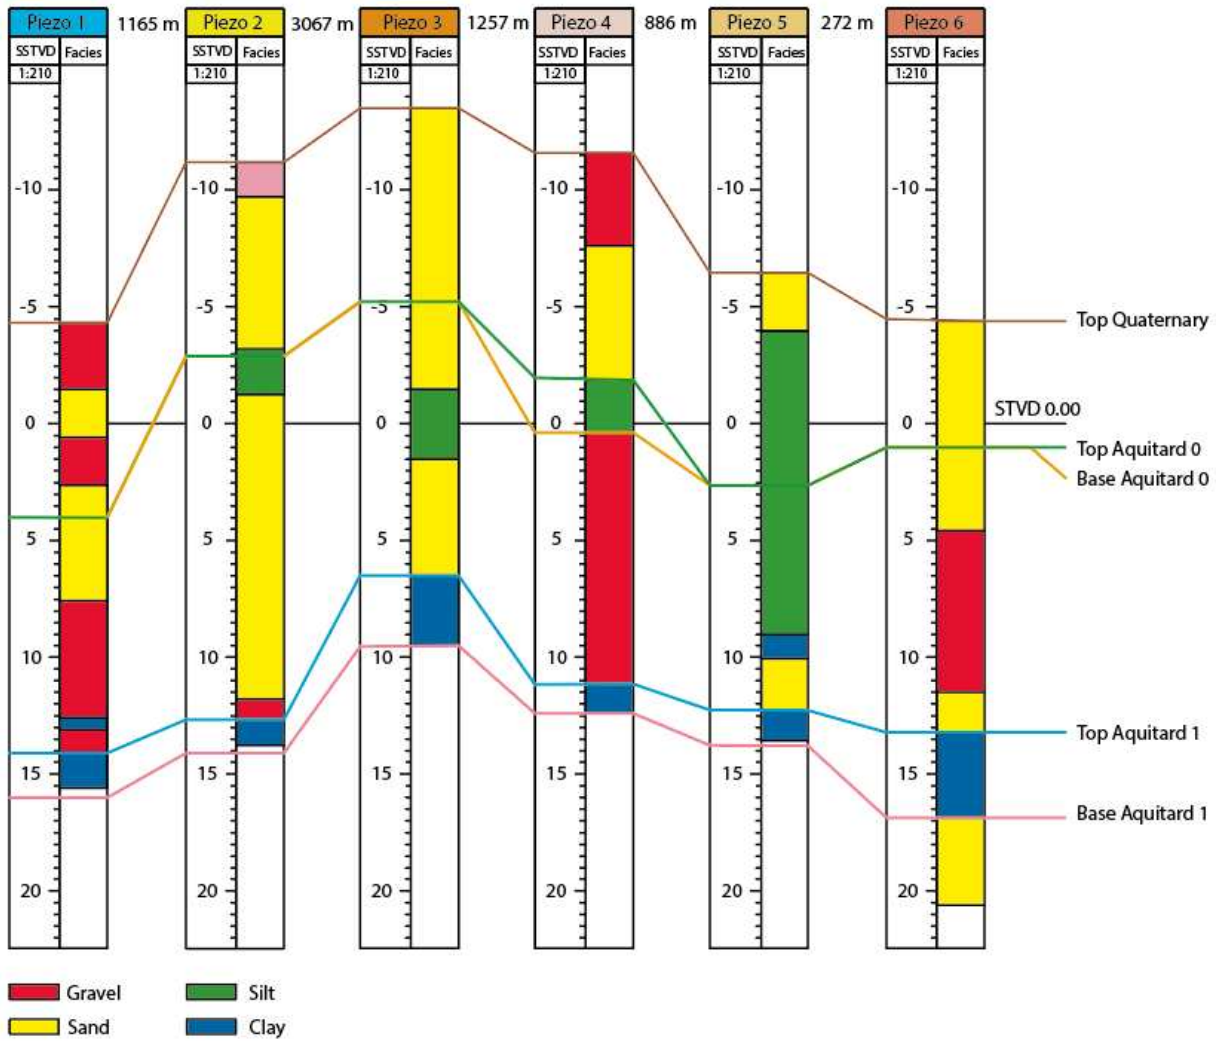 Piezo 1 1165 m Piezo 2 3067 m Piezo 3 1257 m Piezo 4 886 m Piezo 5 272 m Piezo 6
SSTVD Facies SSTVD Facies SSTVD Facies SSTVD Facies SSTVD Facies SSTVD Facies
1:210 1:210 1:210 1:210 1:210 1:210
-10 -10 -10 -10 -10 -10
-5 -5 -5 -5 -5 -5
Top Quaternary
STVD 0.00
0 0 0 0 0 0
Top Aquitard 0
Base Aquitard 0
5 5 5 5 5 5
10 10 10 10 10 10
Top Aquitard 1
15 15 15 15 15 15
Base Aquitard 1
20 20 20 20 20 20
Gravel Silt
Sand Clay